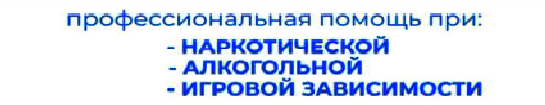 профессиональная помощь при:
- НАРКОТИЧЕСКОЙ
- АЛКОГОЛЬНОЙ
- ИГРОВОЙ ЗАВИСИМОСТИ